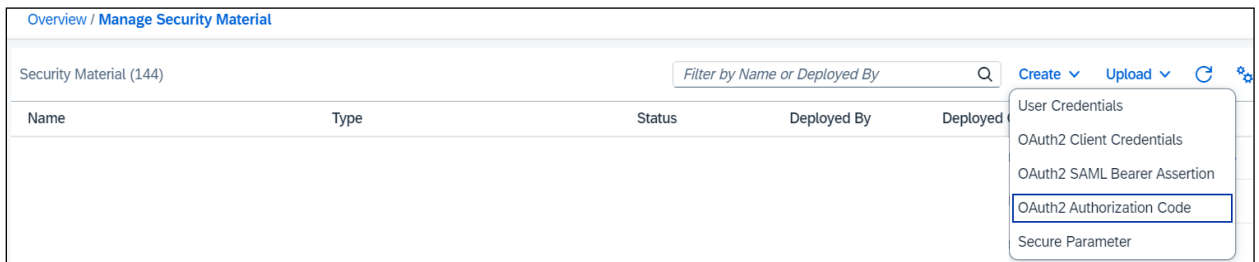 Overview / Manage Security Material
Security Material (144)
Filter by Name or Deployed By
Create
Upload
Name
Type
Status
Deployed By
Deployed
User Credentials
OAuth2 Client Credentials
OAuth2 SAML Bearer Assertion
OAuth2 Authorization Code
Secure Parameter